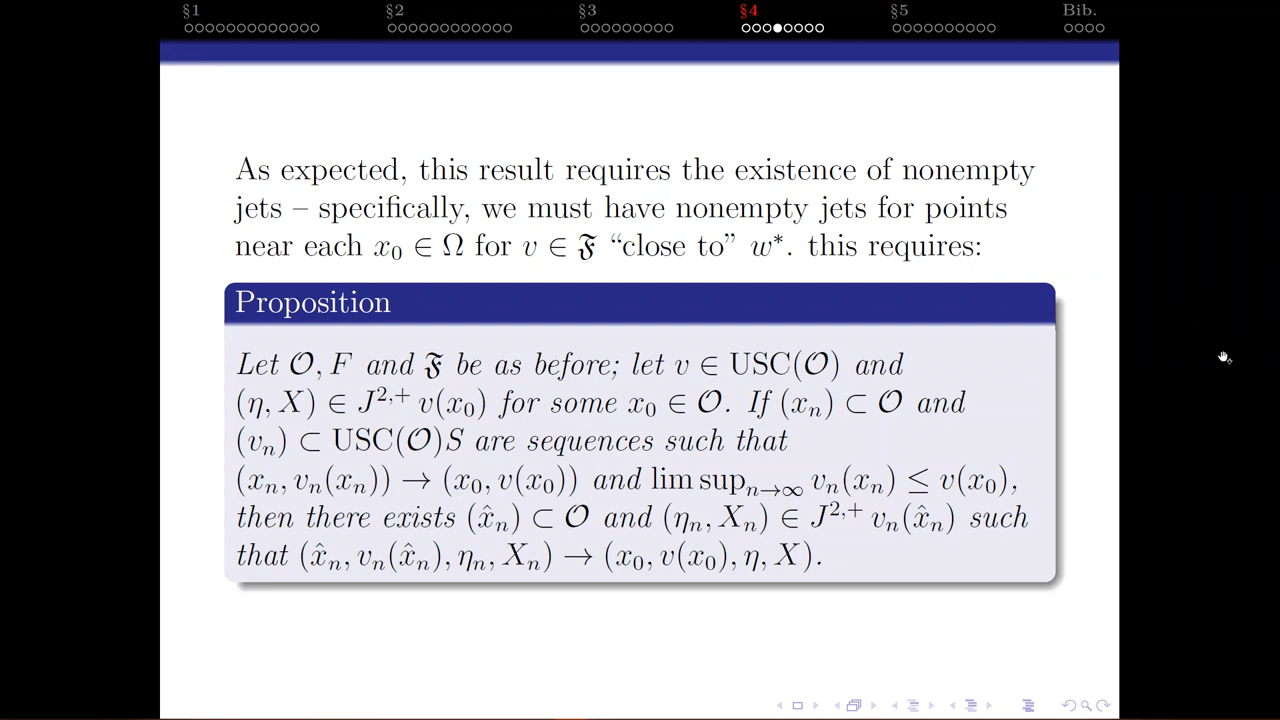 §1 §2 §3 §4 §5 Bib.
As expected, this result requires the existence of nonempty
jets – specifically, we must have nonempty jets for points
near each x₀ ∈ Ω for v ∈ 𝔉 “close to” w*. this requires:
Proposition
Let 𝒪, F and 𝔉 be as before; let v ∈ USC(𝒪) and
(η, X) ∈ J²,⁺ v(x₀) for some x₀ ∈ 𝒪. If (xₙ) ⊂ 𝒪 and
(vₙ) ⊂ USC(𝒪)S are sequences such that
(xₙ, vₙ(xₙ)) → (x₀, v(x₀)) and lim supₙ→∞ vₙ(xₙ) ≤ v(x₀),
then there exists (x̂ₙ) ⊂ 𝒪 and (ηₙ, Xₙ) ∈ J²,⁺ vₙ(x̂ₙ) such
that (x̂ₙ, vₙ(x̂ₙ), ηₙ, Xₙ) → (x₀, v(x₀), η, X).